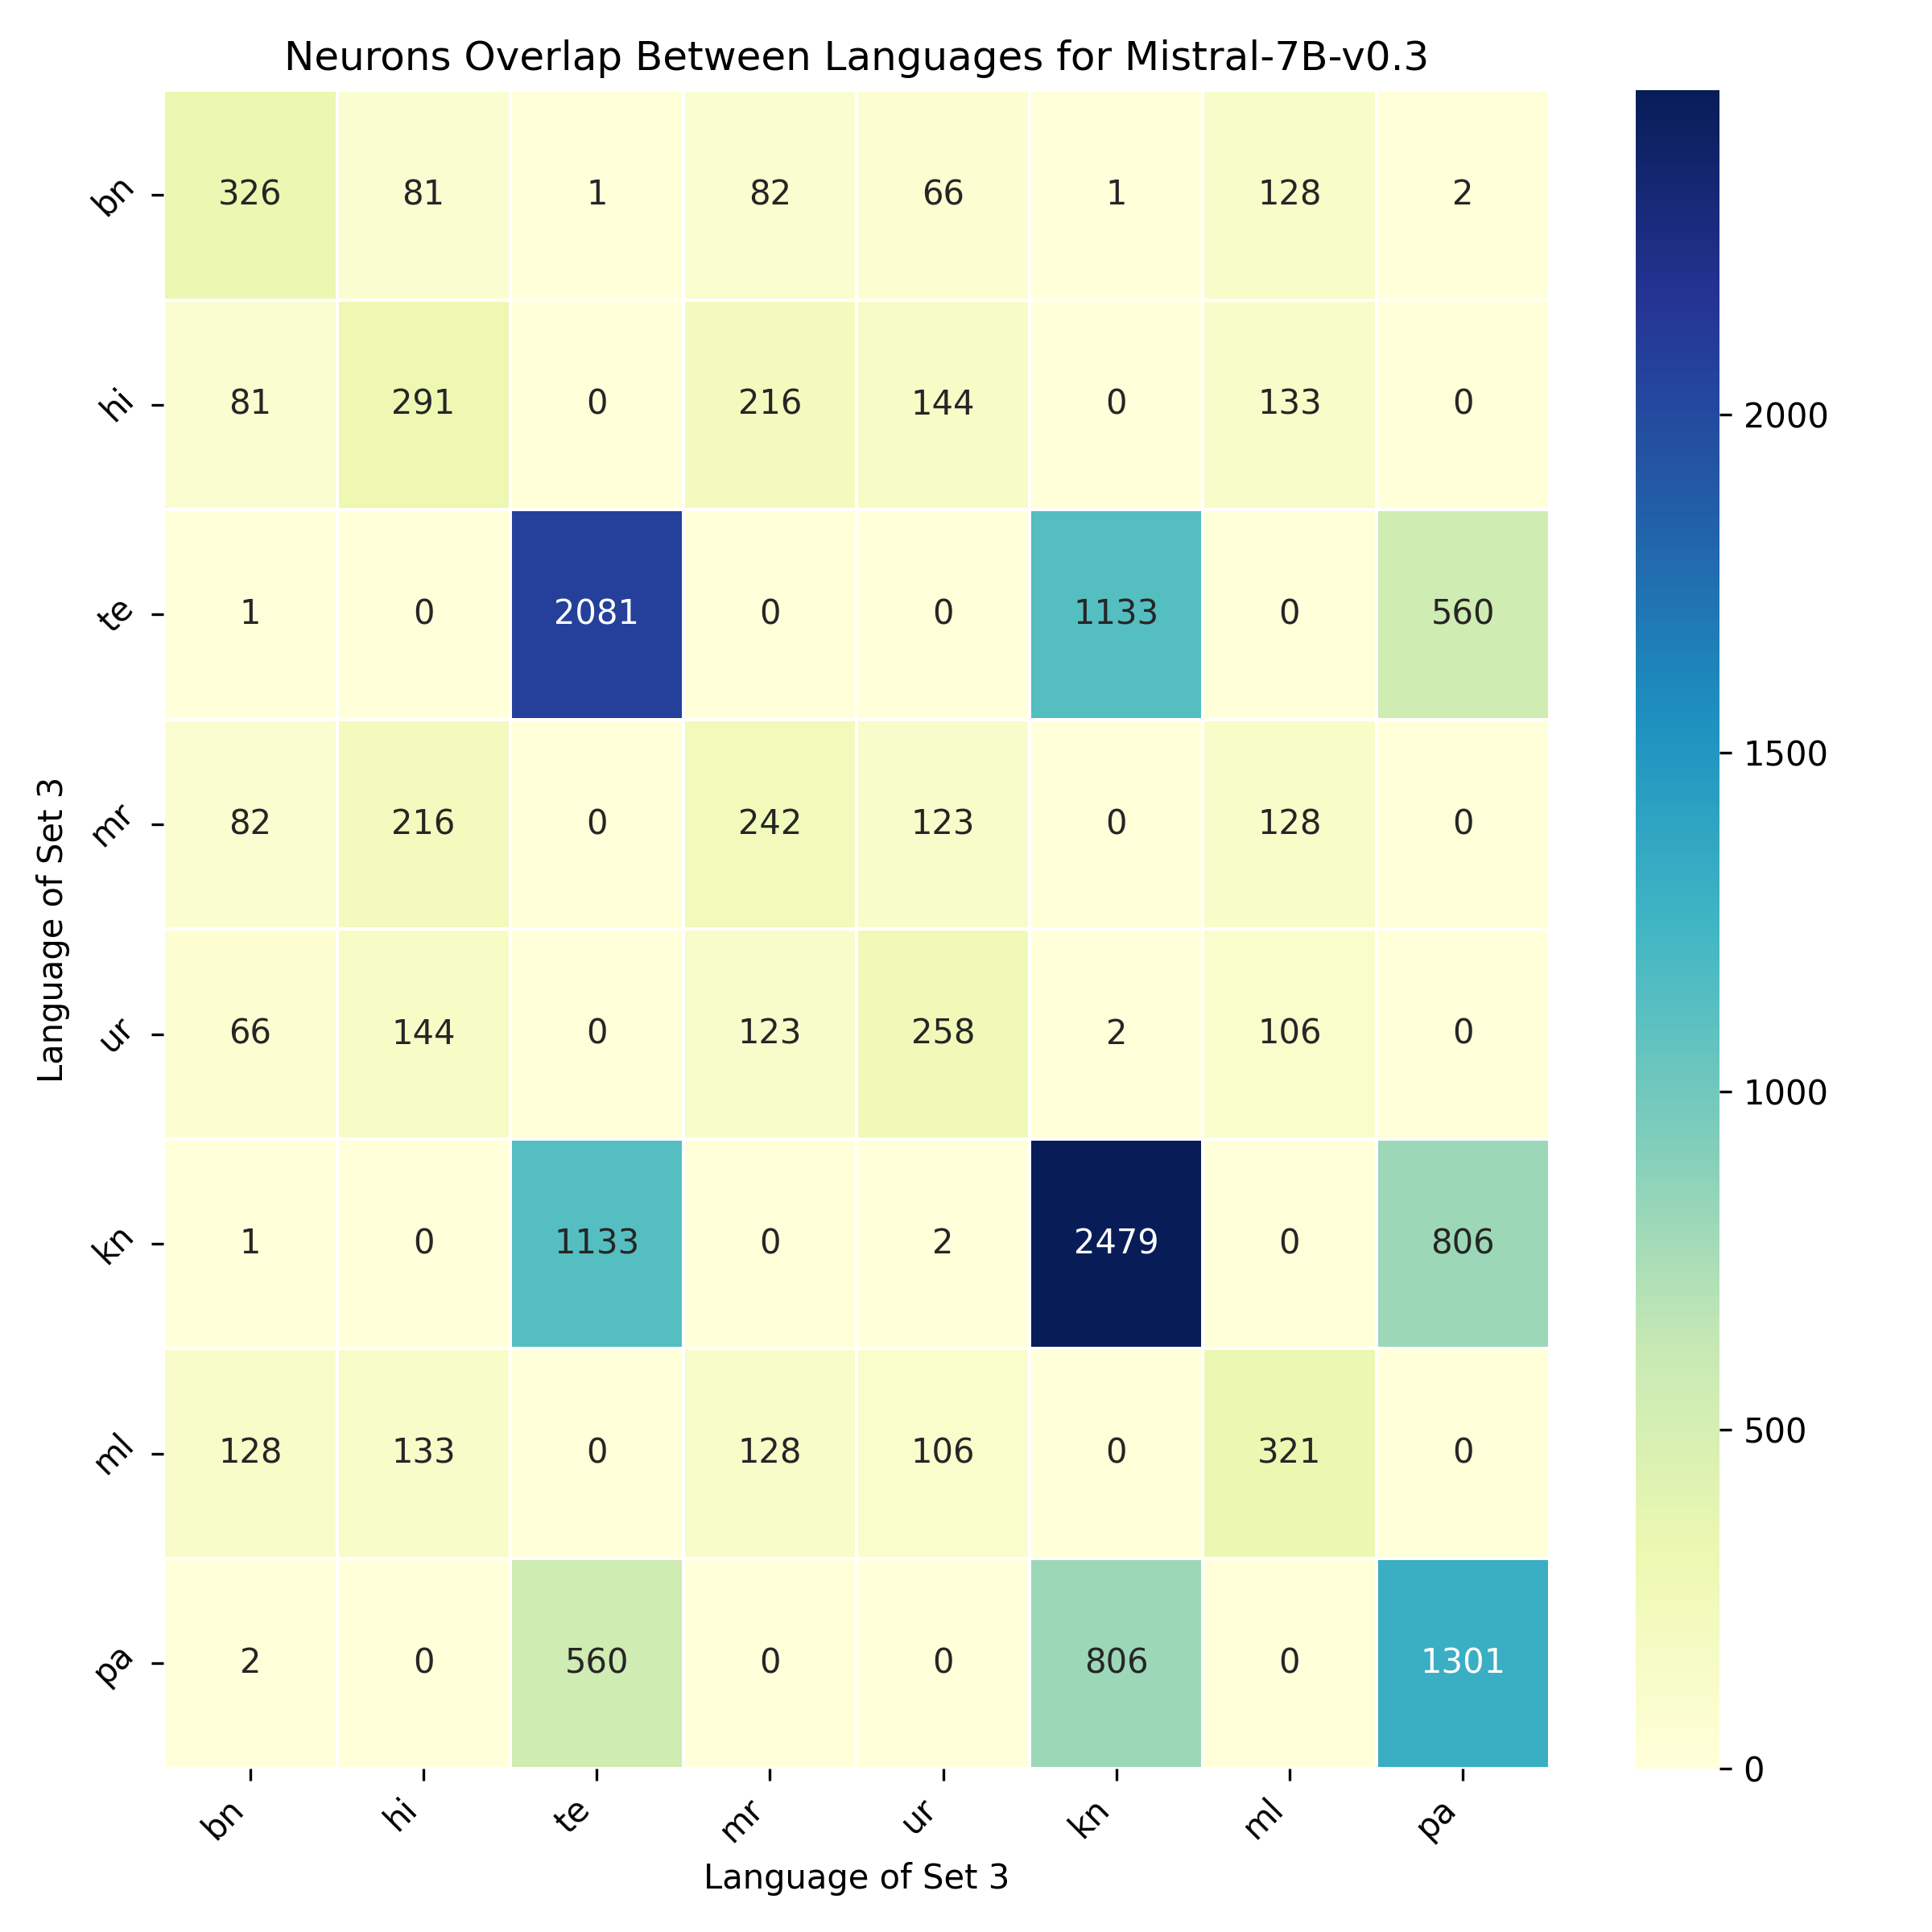 Neurons Overlap Between Languages for Mistral-7B-v0.3
bn 326 81 1 82 66 1 128 2
hi 81 291 0 216 144 0 133 0
te 1 0 2081 0 0 1133 0 560
mr 82 216 0 242 123 0 128 0
ur 66 144 0 123 258 2 106 0
kn 1 0 1133 0 2 2479 0 806
ml 128 133 0 128 106 0 321 0
pa 2 0 560 0 0 806 0 1301
bn hi te mr ur kn ml pa
Language of Set 3
Language of Set 3
2000
1500
1000
500
0